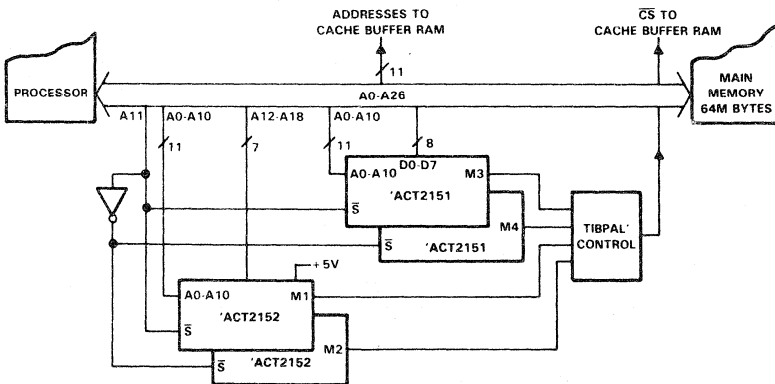 ADDRESSES TO
CACHE BUFFER RAM
CS TO
CACHE BUFFER RAM
11
PROCESSOR
A0-A26
MAIN
MEMORY
64M BYTES
A11
A0-A10
A12-A18
A0-A10
11
7
11
8
D0-D7
A0-A10
M3
'ACT2151
S
M4
'ACT2151
S
TIBPAL'
CONTROL
+5V
A0-A10
M1
'ACT2152
S
M2
'ACT2152
S